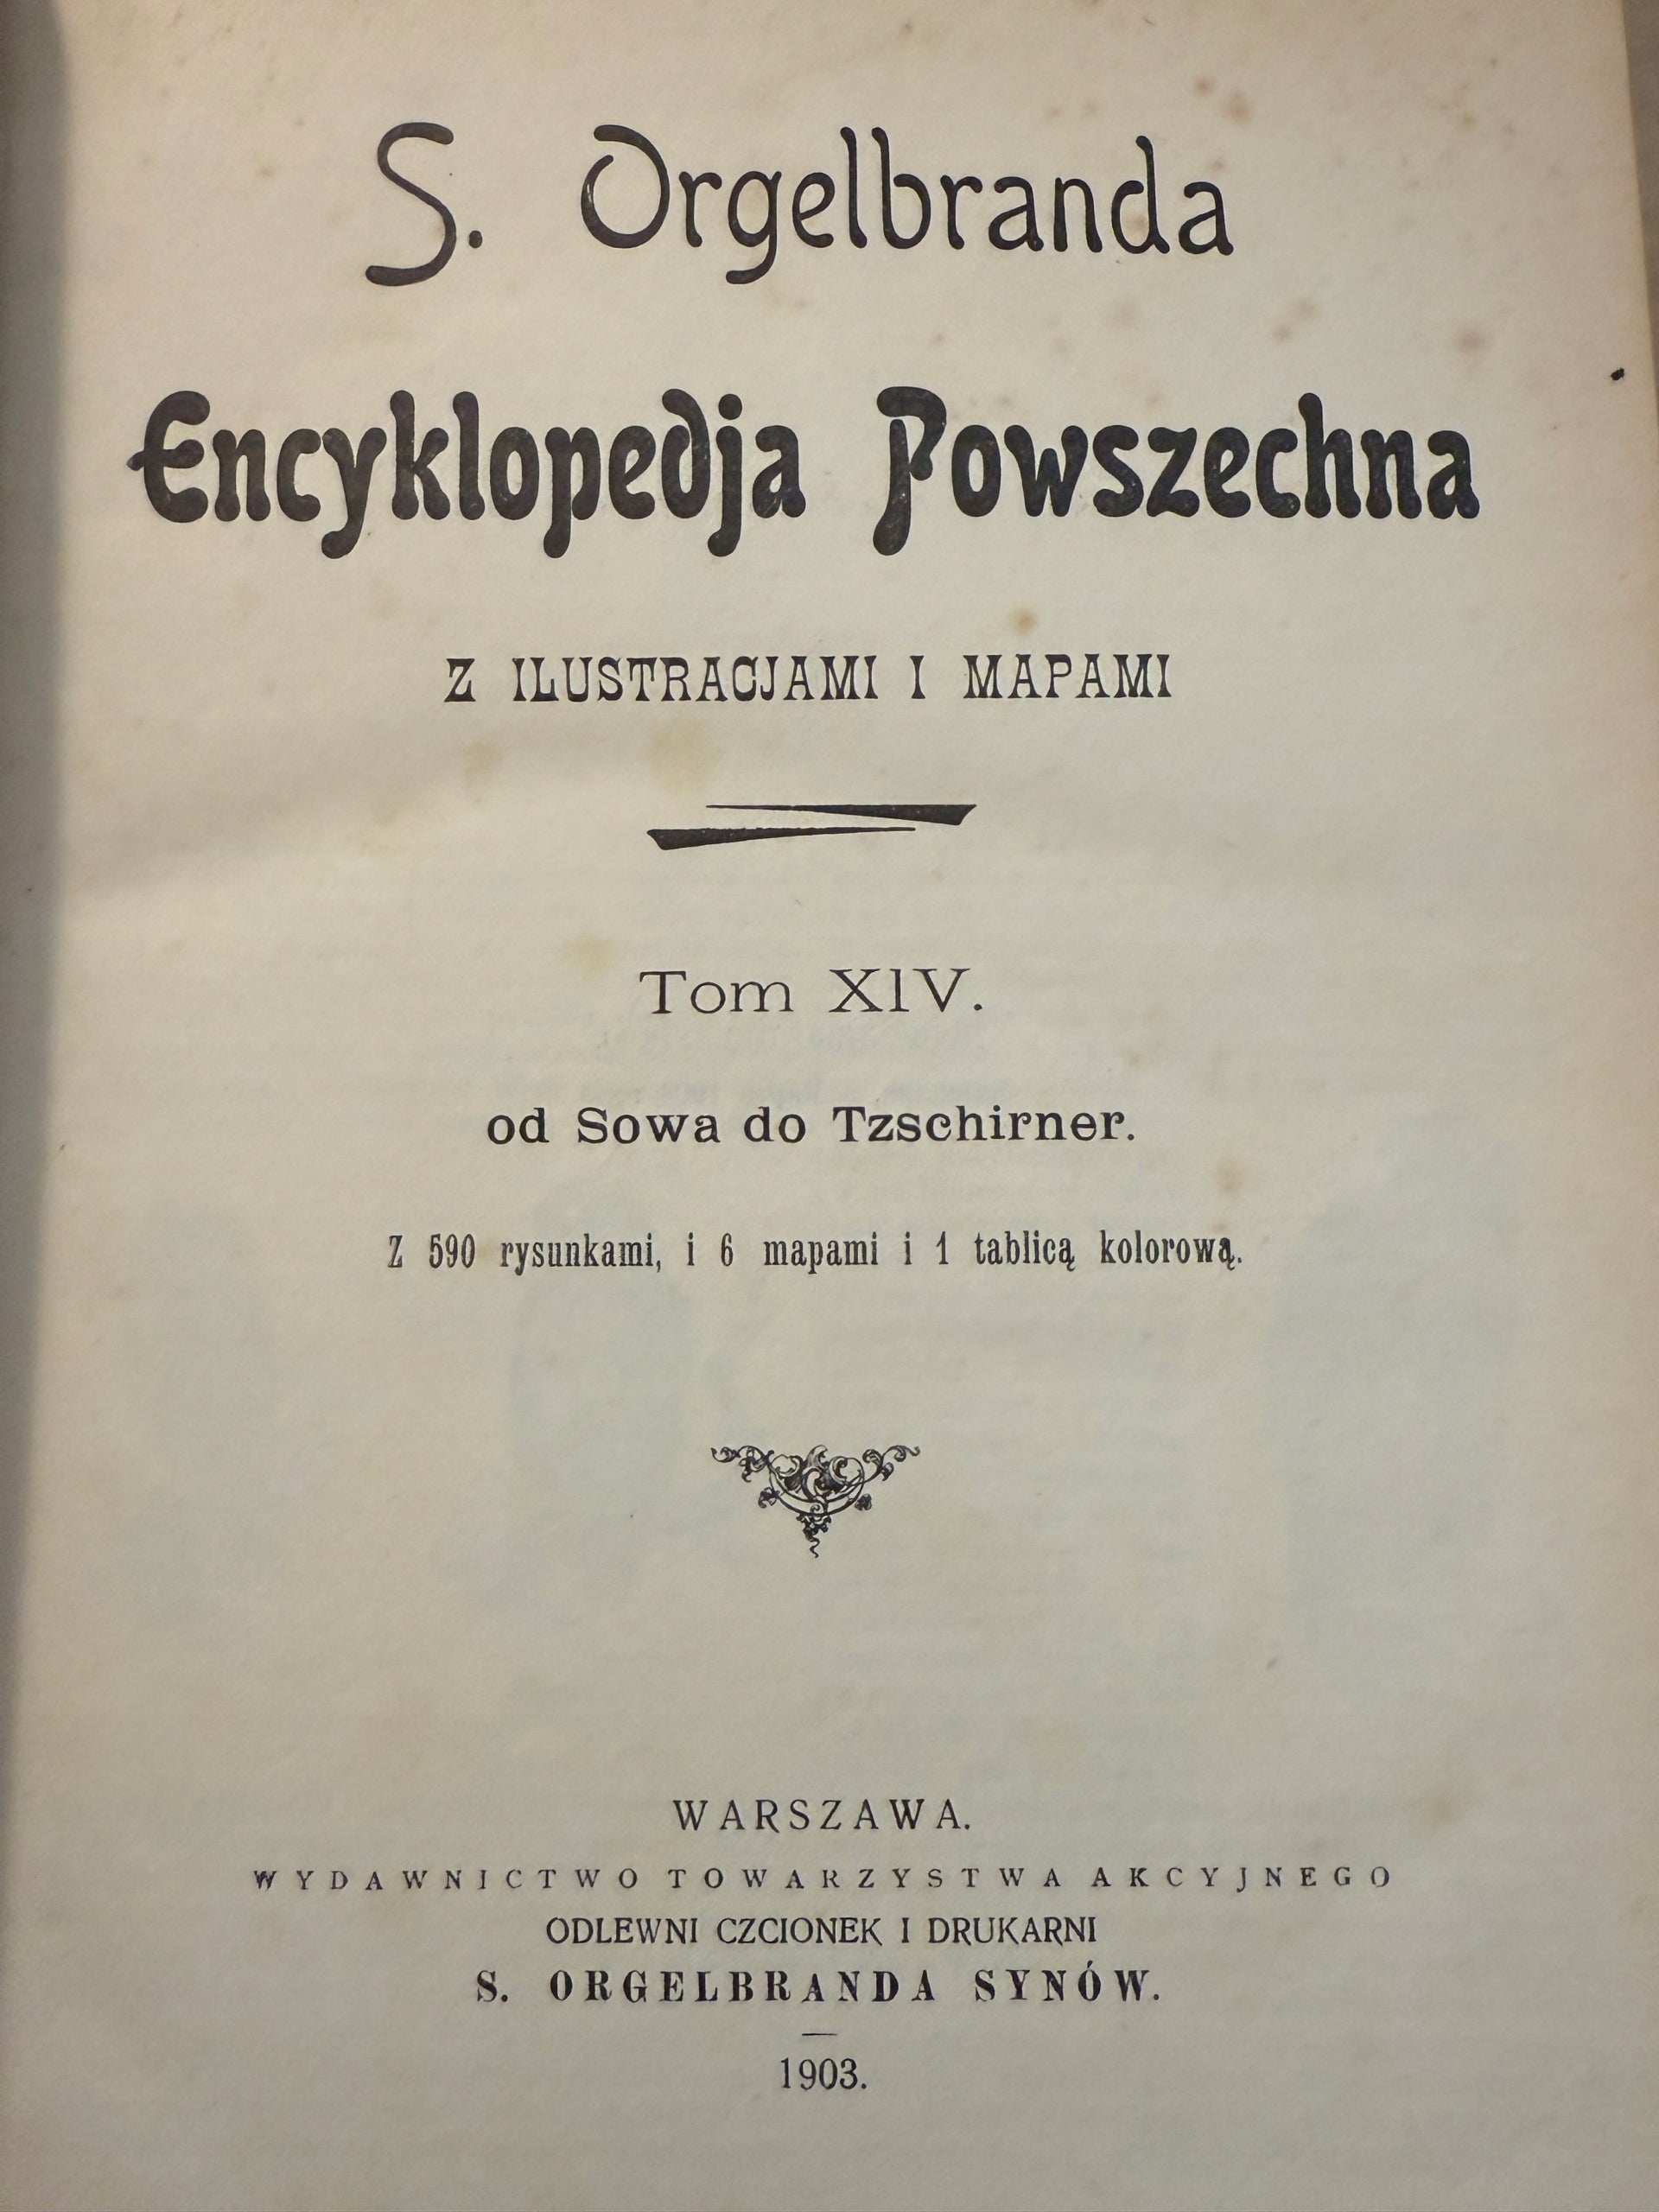 S. Orgelbranda
Encyklopedja Powszechna
Z ILUSTRACJAMI I MAPAMI
Tom XIV.
od Sowa do Tzschirner.
Z 590 rysunkami, i 6 mapami i 1 tablicą kolorową.
WARSZAWA.
WYDAWNICTWO TOWARZYSTWA AKCYJNEGO
ODLEWNI CZCIONEK I DRUKARNI
S. ORGELBRANDA SYNÓW.
1903.